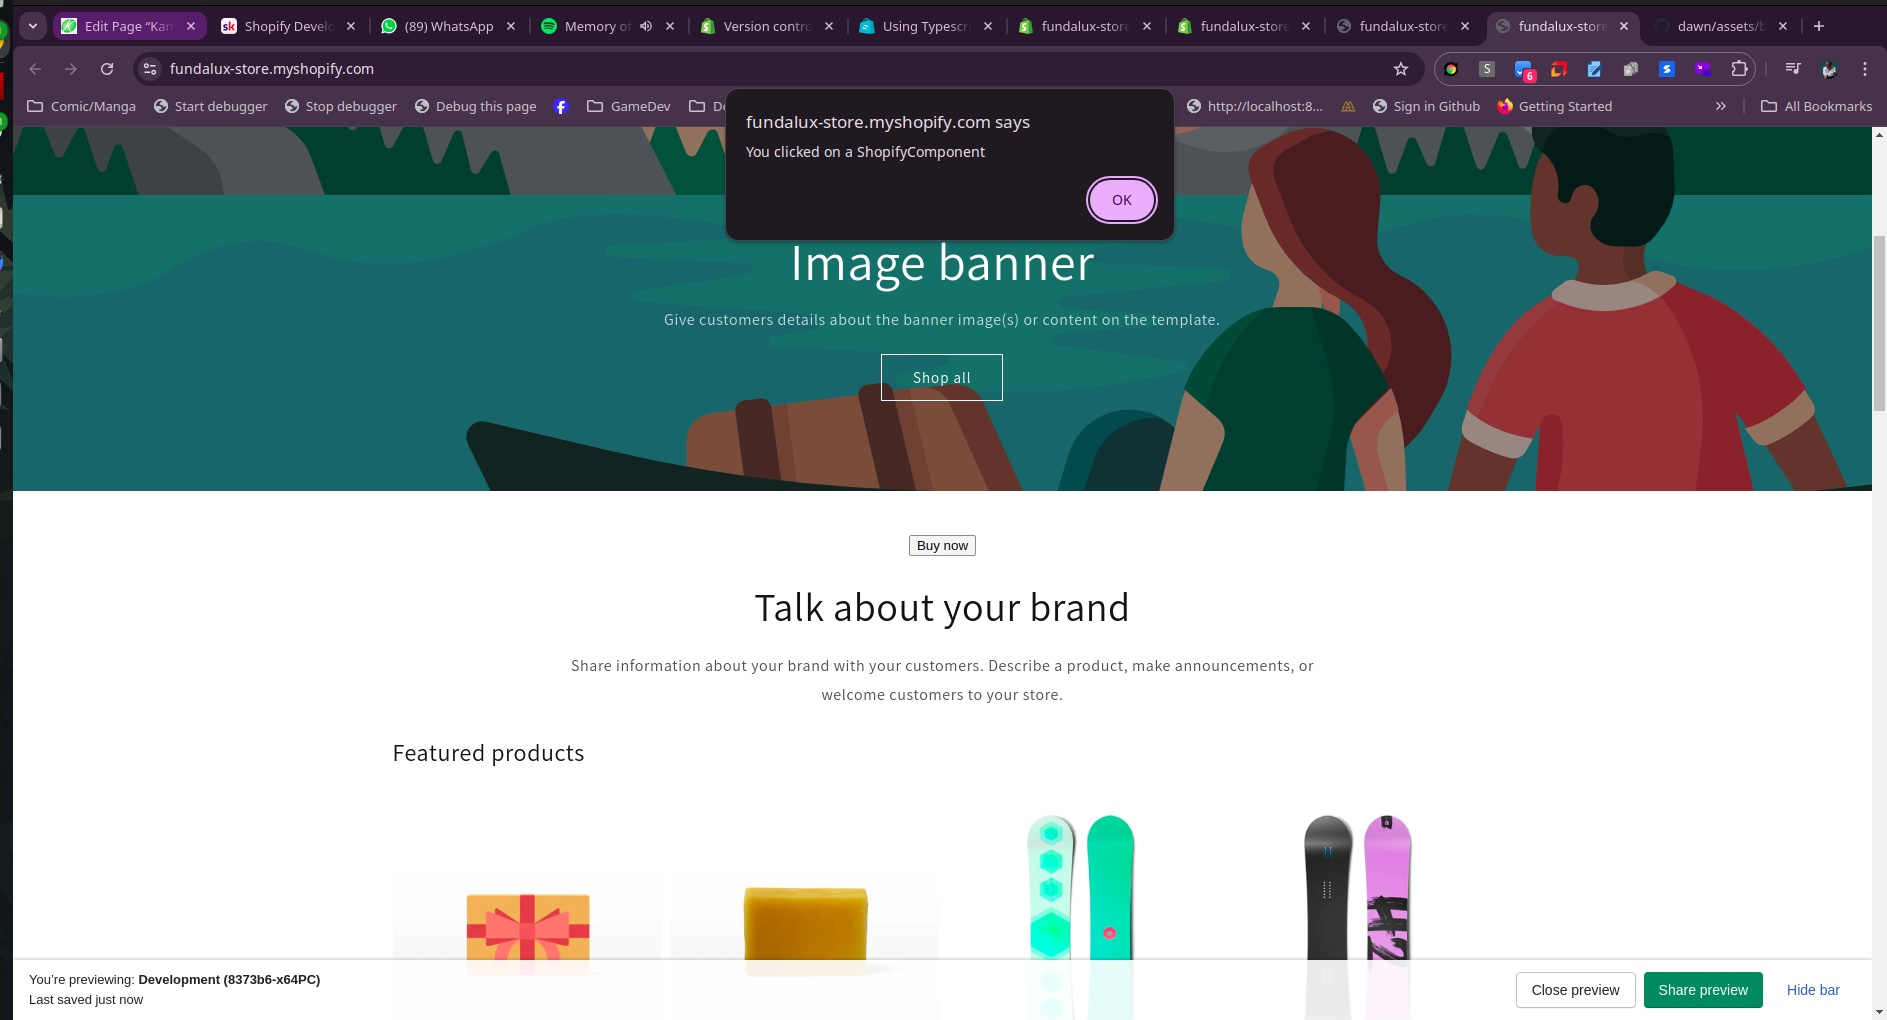 Edit Page “Kan
Shopify Develo
(89) WhatsApp
Memory of
Version contro
Using Typescri
fundalux-store
fundalux-store
fundalux-store
fundalux-store
dawn/assets/b
fundalux-store.myshopify.com
S
6
Comic/Manga
Start debugger
Stop debugger
Debug this page
GameDev
De
http://localhost:8...
Sign in Github
Getting Started
All Bookmarks
fundalux-store.myshopify.com says
You clicked on a ShopifyComponent
OK
Image banner
Give customers details about the banner image(s) or content on the template.
Shop all
Buy now
Talk about your brand
Share information about your brand with your customers. Describe a product, make announcements, or
welcome customers to your store.
Featured products
You’re previewing: Development (8373b6-x64PC)
Last saved just now
Close preview
Share preview
Hide bar